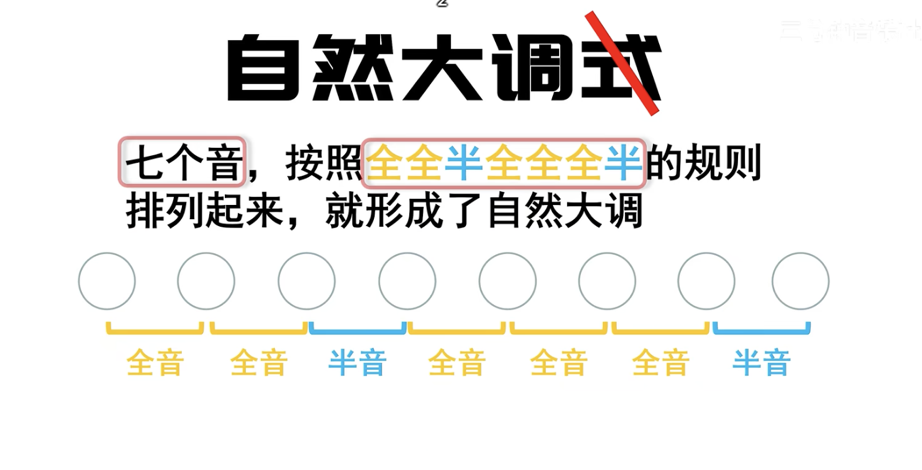 自然大调式
七个音，按照全全半全全全半的规则
排列起来，就形成了自然大调
全音 全音 半音 全音 全音 全音 半音